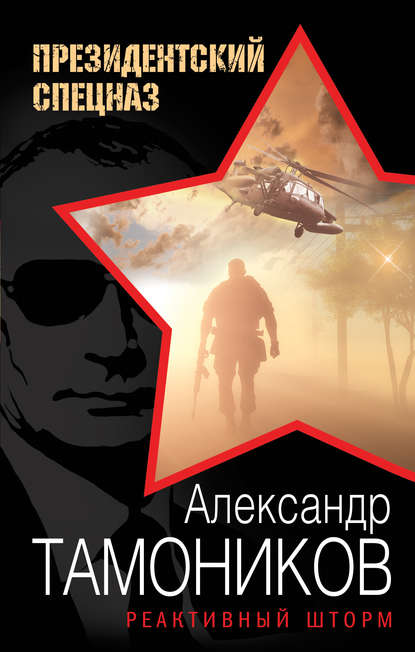 ПРЕЗИДЕНТСКИЙ
СПЕЦНАЗ
Александр
ТАМОНИКОВ
РЕАКТИВНЫЙ ШТОРМ